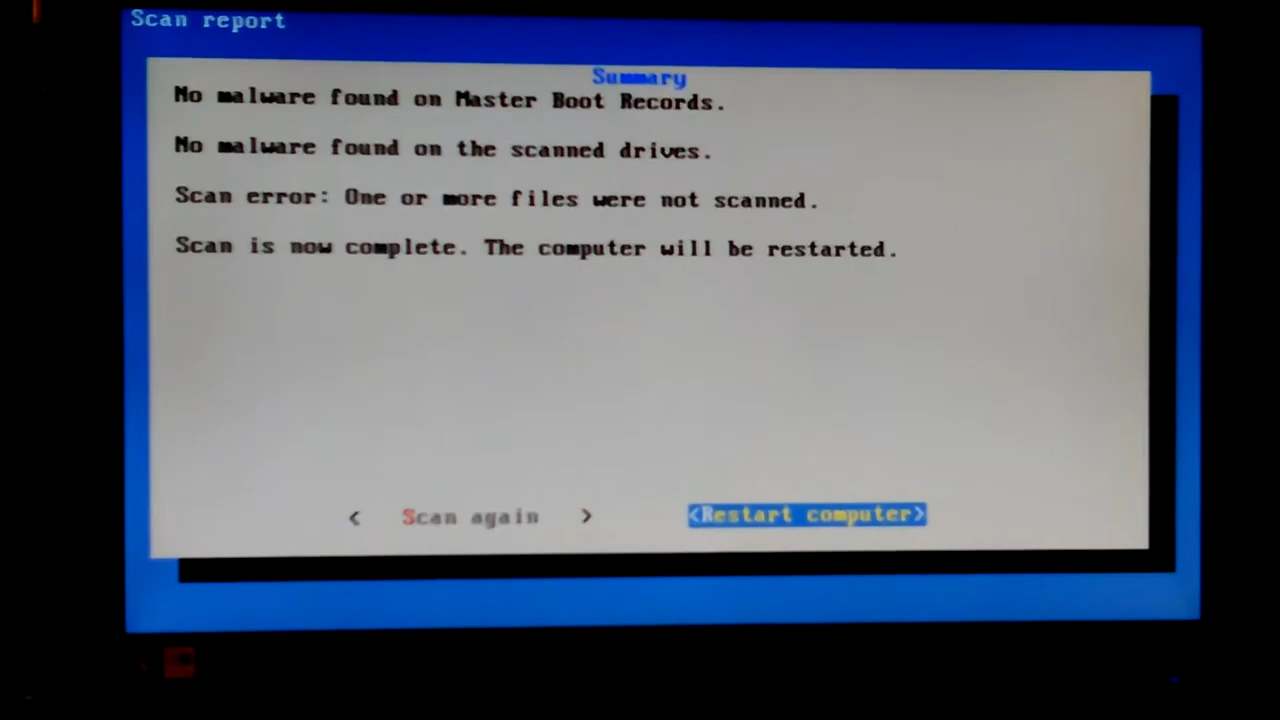 Scan report
Summary
No malware found on Master Boot Records.
No malware found on the scanned drives.
Scan error: One or more files were not scanned.
Scan is now complete. The computer will be restarted.
< Scan again > <Restart computer>